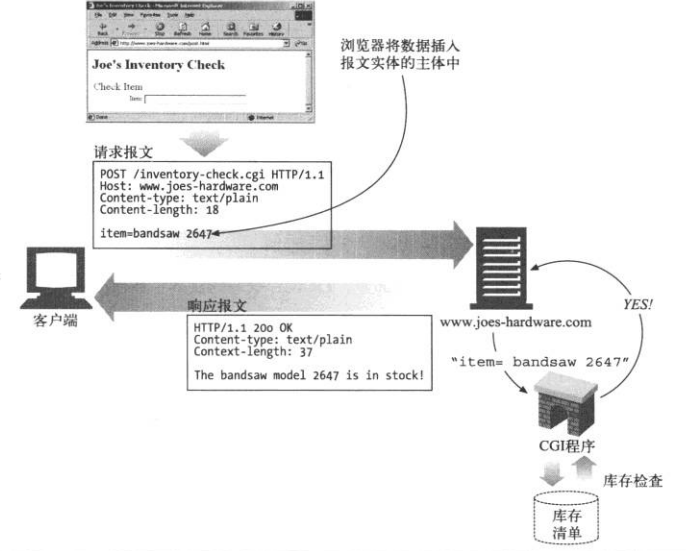 Joe's Inventory Check - Microsoft Internet Explorer
File Edit View Favorites Tools Help
Back Refresh Home Search Favorites History
Address http://www.joes-hardware.com/post.html
Joe's Inventory Check
Check Item
Item:
Done
Internet
浏览器将数据插入
报文实体的主体中
请求报文
POST /inventory-check.cgi HTTP/1.1
Host: www.joes-hardware.com
Content-type: text/plain
Content-length: 18
item=bandsaw 2647
客户端
响应报文
HTTP/1.1 20o OK
Content-type: text/plain
Context-length: 37
The bandsaw model 2647 is in stock!
www.joes-hardware.com
YES!
“item= bandsaw 2647”
CGI程序
库存检查
库存
清单